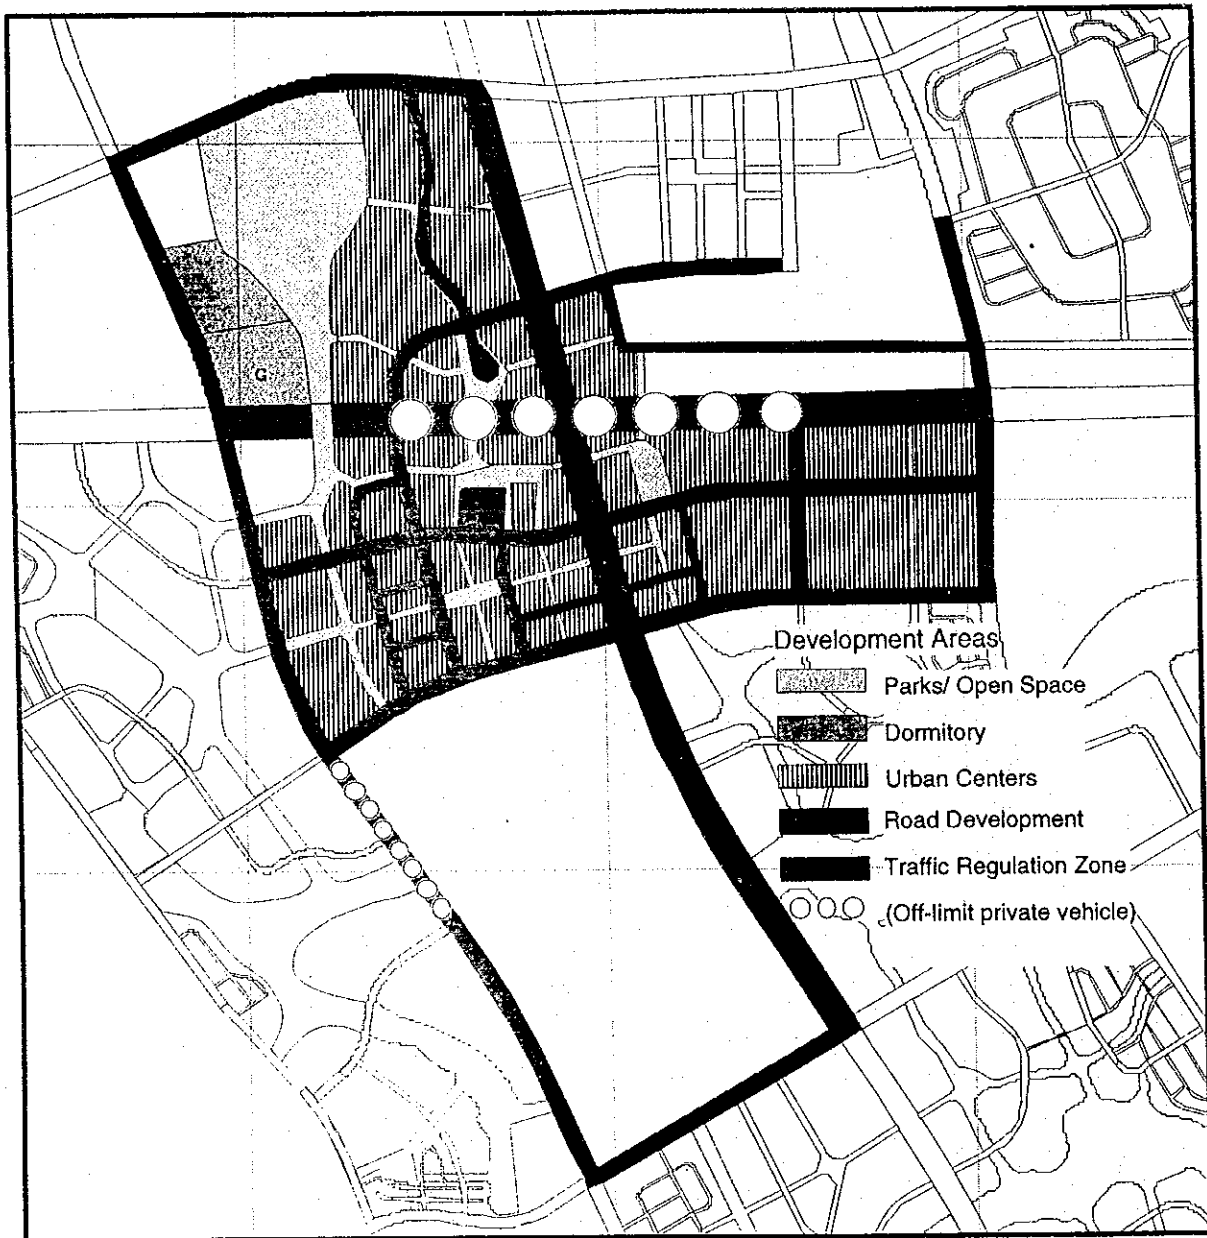 G
Development Areas
Parks/ Open Space
Dormitory
Urban Centers
Road Development
Traffic Regulation Zone
(Off-limit private vehicle)